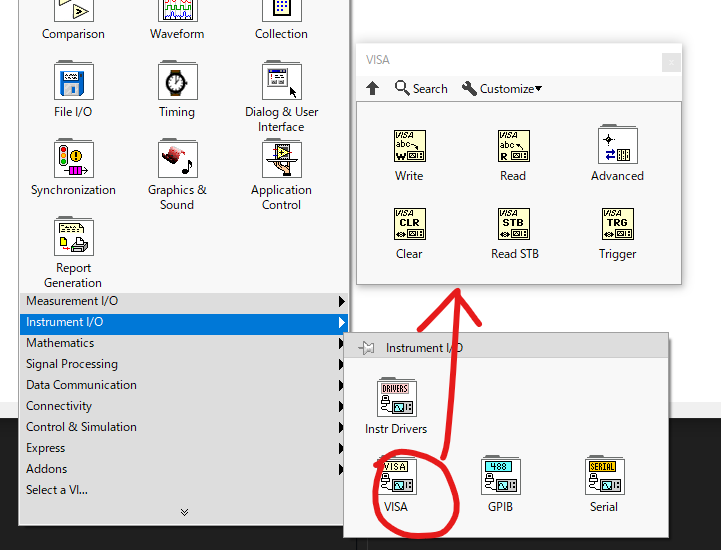 Comparison
Waveform
Collection
File I/O
Timing
Dialog & User
Interface
Synchronization
Graphics &
Sound
Application
Control
Report
Generation
Measurement I/O
Instrument I/O
Mathematics
Signal Processing
Data Communication
Connectivity
Control & Simulation
Express
Addons
Select a VI...
VISA
Search
Customize
VISA
abc
W
Write
VISA
abc
R
Read
Advanced
VISA
CLR
Clear
VISA
STB
Read STB
VISA
TRG
Trigger
Instrument I/O
DRIVERS
Instr Drivers
VISA
VISA
488
GPIB
SERIAL
Serial